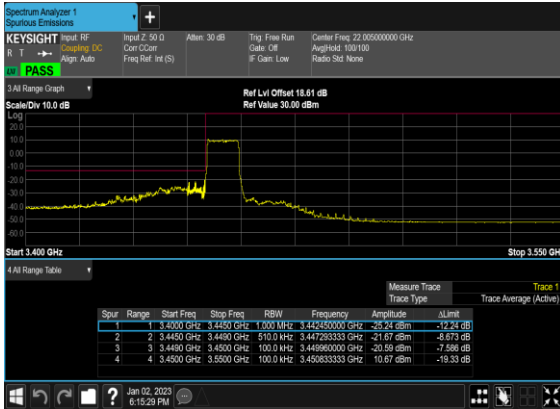 Spectrum Analyzer 1
Spurious Emissions
+
KEYSIGHT Input: RF Input Z: 50 Ω Atten: 30 dB Trig: Free Run Center Freq: 22.005000000 GHz
R T Coupling: DC Corr CCorr Gate: Off Avg|Hold: 100/100
Align: Auto Freq Ref: Int (S) IF Gain: Low Radio Std: None
PASS
3 All Range Graph
Ref Lvl Offset 18.61 dB
Scale/Div 10.0 dB Ref Value 30.00 dBm
Log
20.0
10.0
0.00
-10.0
-20.0
-30.0
-40.0
-50.0
-60.0
Start 3.400 GHz Stop 3.550 GH
4 All Range Table
Measure Trace Trace 1
Trace Type Trace Average (Active)
Spur Range Start Freq Stop Freq RBW Frequency Amplitude ΔLimit
1 1 3.4000 GHz 3.4450 GHz 1.000 MHz 3.442450000 GHz -25.24 dBm -12.24 dB
2 2 3.4450 GHz 3.4490 GHz 510.0 kHz 3.447293333 GHz -21.67 dBm -8.673 dB
3 3 3.4490 GHz 3.4500 GHz 100.0 kHz 3.449960000 GHz -20.59 dBm -7.586 dB
4 4 3.4500 GHz 3.5500 GHz 100.0 kHz 3.450833333 GHz 10.67 dBm -19.33 dB
? Jan 02, 2023
6:15:29 PM